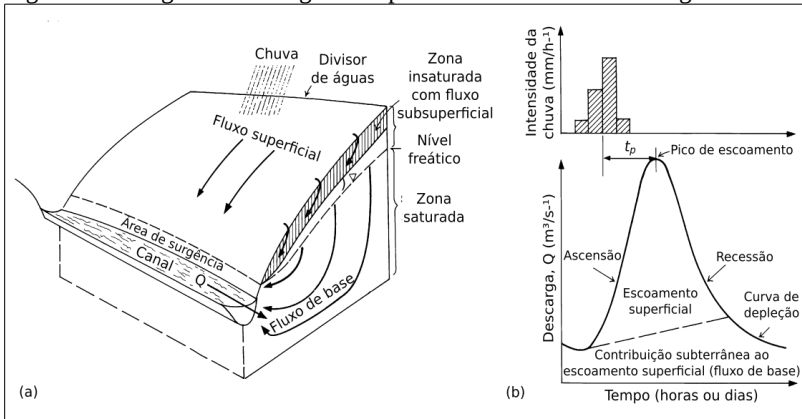 Chuva
Divisor
de águas
Zona
insaturada
com fluxo
subsuperficial
Fluxo superficial
Nível
freático
Zona
saturada
Área de surgência
Canal
Q
Fluxo de base
(a)
Intensidade da
chuva (mm/h-¹)
tp
Pico de escoamento
Descarga, Q (m³/s-¹)
Ascensão
Recessão
Escoamento
superficial
Curva de
depleção
Contribuição subterrânea ao
escoamento superficial (fluxo de base)
(b)
Tempo (horas ou dias)